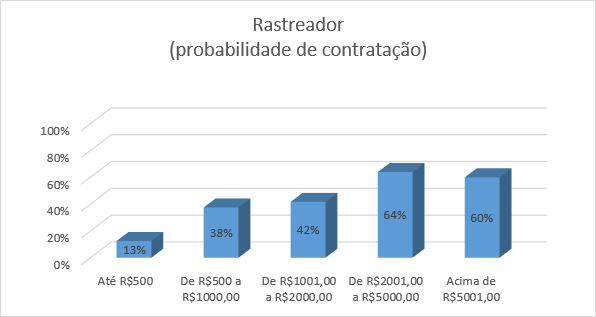 Rastreador
(probabilidade de contratação)
100%
80%
60%
40%
20%
0%
13%
38%
42%
64%
60%
Até R$500
De R$500 a
R$1000,00
De R$1001,00
a R$2000,00
De R$2001,00
a R$5000,00
Acima de
R$5001,00